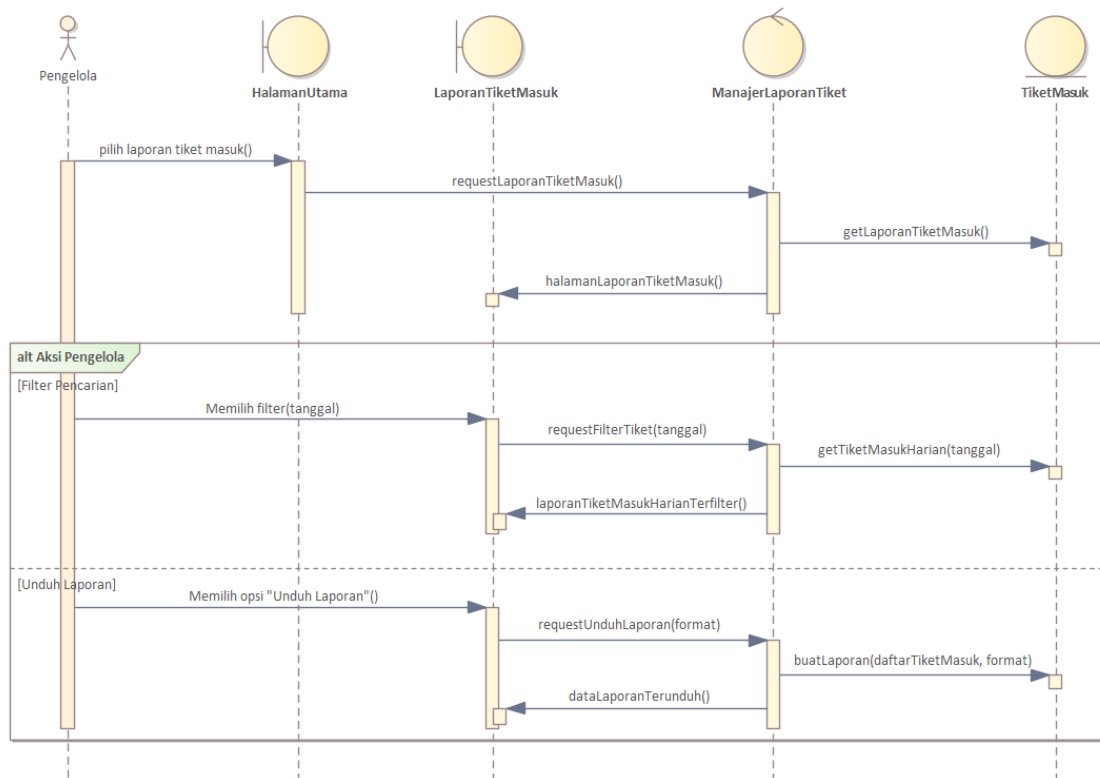 Pengelola
HalamanUtama
LaporanTiketMasuk
ManajerLaporanTiket
TiketMasuk
pilih laporan tiket masuk()
requestLaporanTiketMasuk()
getLaporanTiketMasuk()
halamanLaporanTiketMasuk()
alt Aksi Pengelola
[Filter Pencarian]
Memilih filter(tanggal)
requestFilterTiket(tanggal)
getTiketMasukHarian(tanggal)
laporanTiketMasukHarianTerfilter()
[Unduh Laporan]
Memilih opsi "Unduh Laporan"()
requestUnduhLaporan(format)
buatLaporan(daftarTiketMasuk, format)
dataLaporanTerunduh()